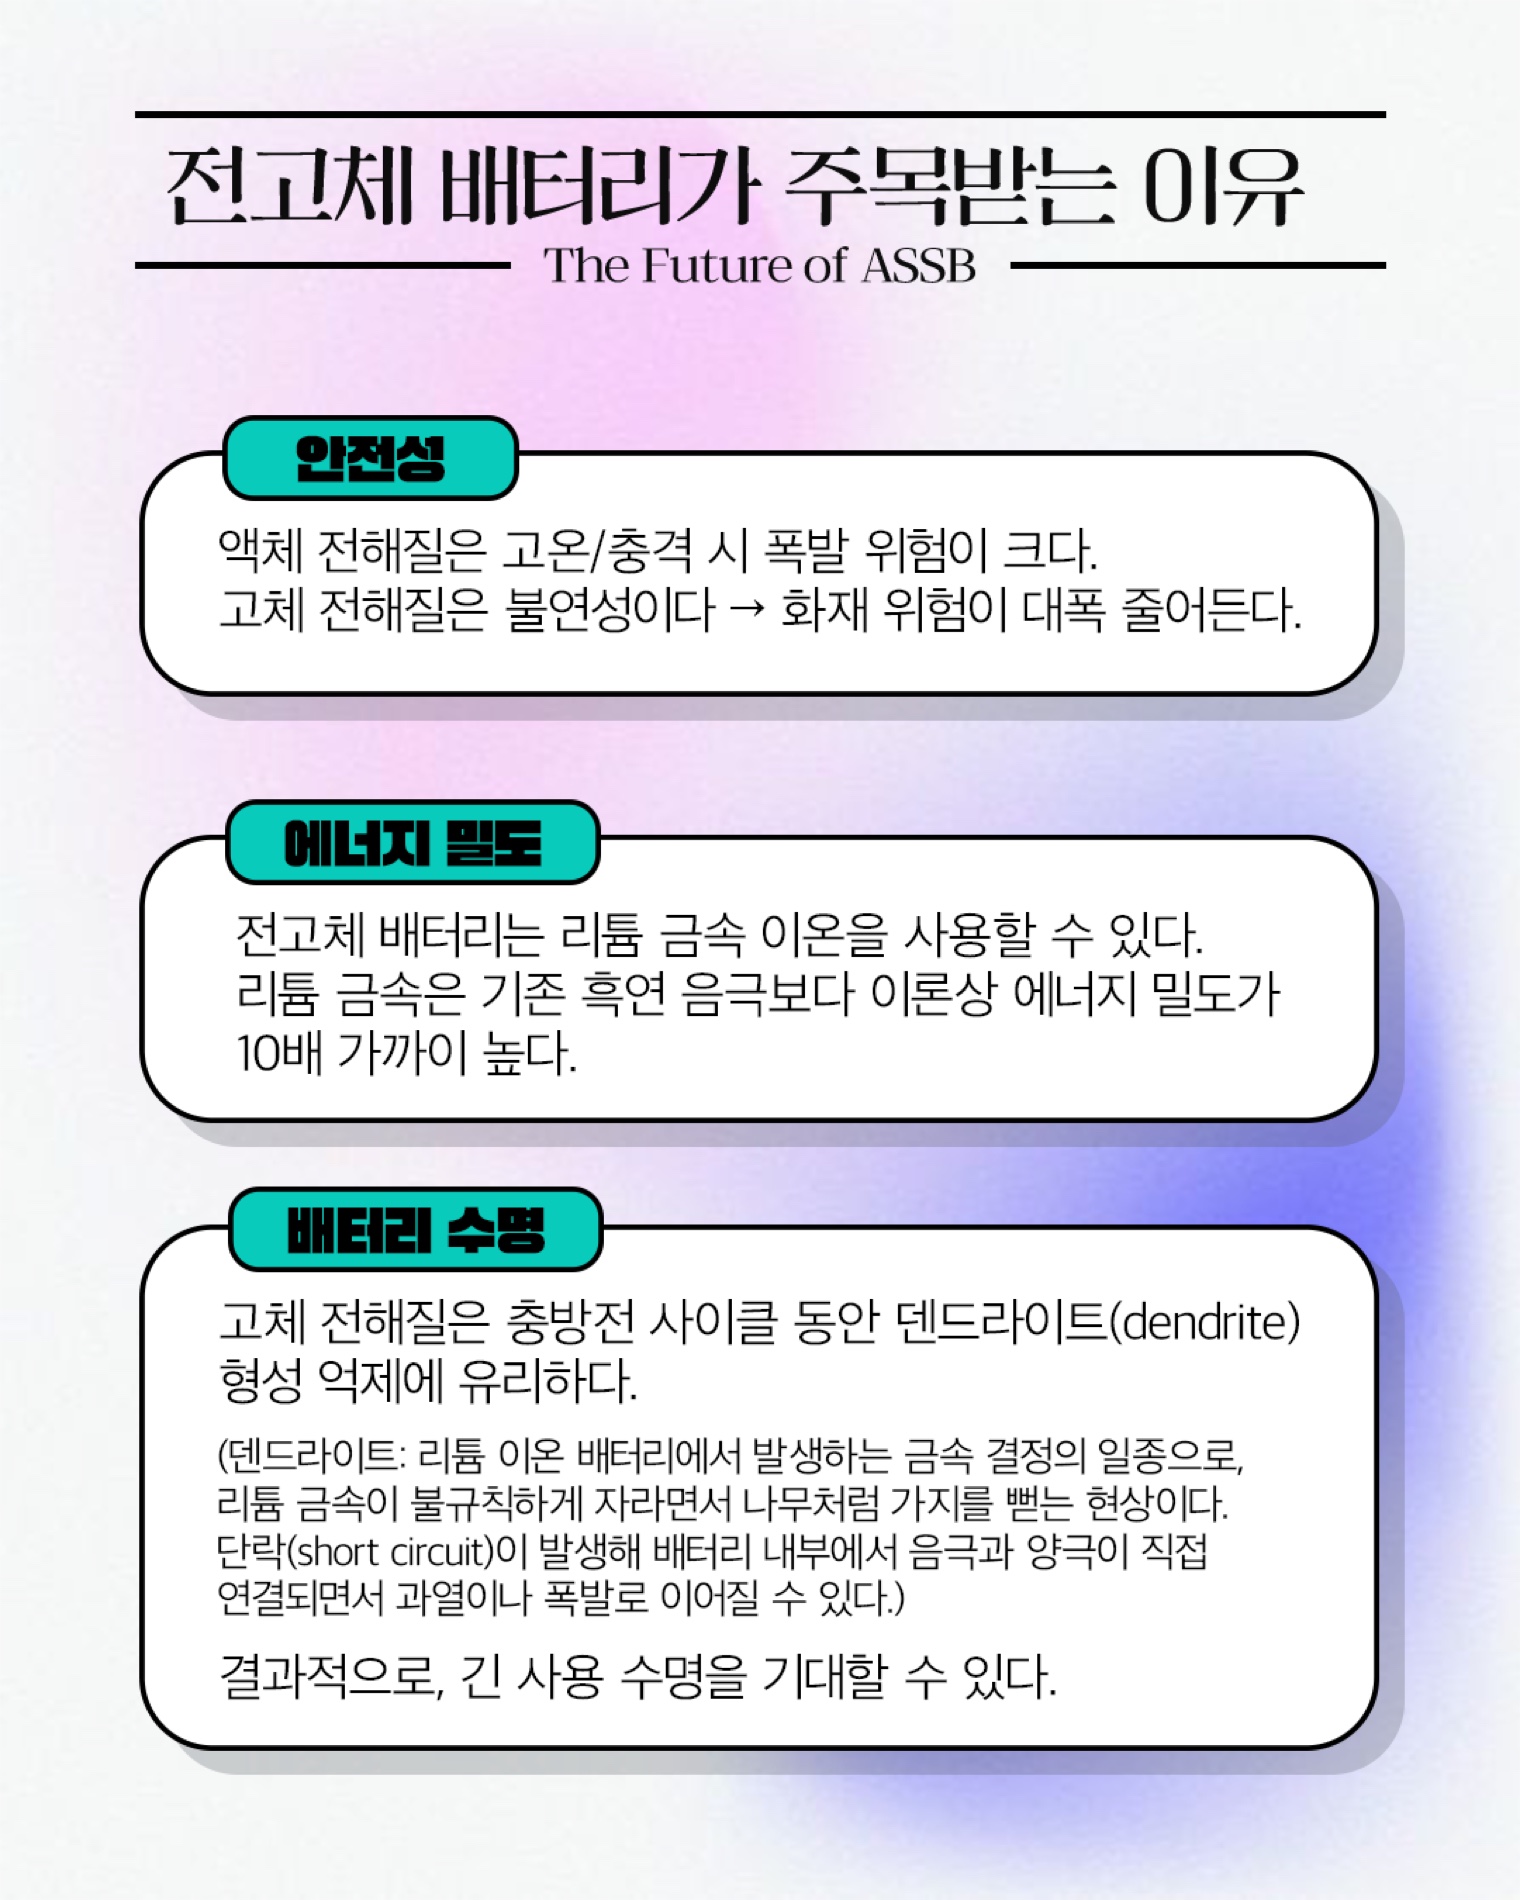 전고체 배터리가 주목받는 이유
The Future of ASSB
안전성
액체 전해질은 고온/충격 시 폭발 위험이 크다.
고체 전해질은 불연성이다 → 화재 위험이 대폭 줄어든다.
에너지 밀도
전고체 배터리는 리튬 금속 이온을 사용할 수 있다.
리튬 금속은 기존 흑연 음극보다 이론상 에너지 밀도가
10배 가까이 높다.
배터리 수명
고체 전해질은 충방전 사이클 동안 덴드라이트(dendrite)
형성 억제에 유리하다.
(덴드라이트: 리튬 이온 배터리에서 발생하는 금속 결정의 일종으로,
리튬 금속이 불규칙하게 자라면서 나무처럼 가지를 뻗는 현상이다.
단락(short circuit)이 발생해 배터리 내부에서 음극과 양극이 직접
연결되면서 과열이나 폭발로 이어질 수 있다.)
결과적으로, 긴 사용 수명을 기대할 수 있다.